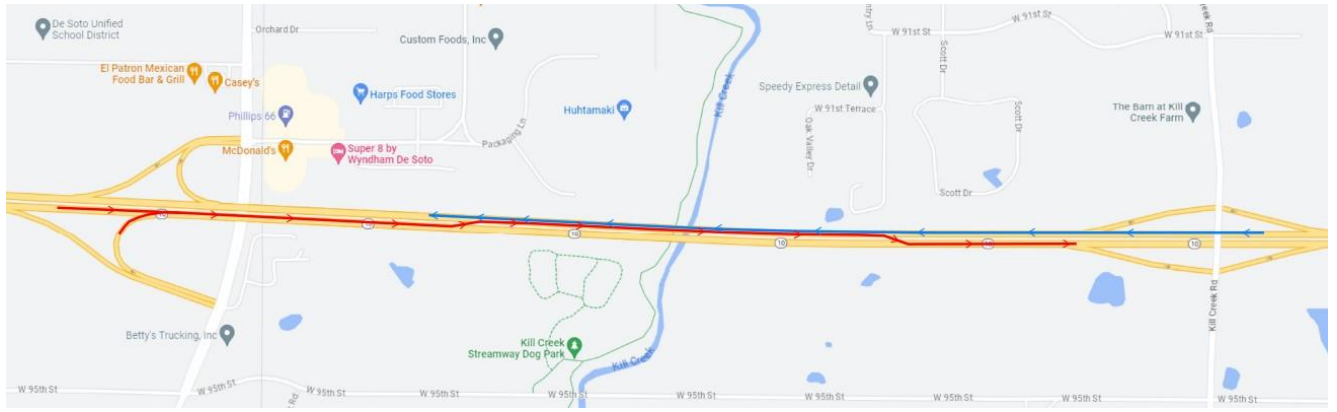 De Soto Unified
School District
Orchard Dr
Custom Foods, Inc
El Patron Mexican
Food Bar & Grill
Casey's
Harps Food Stores
Phillips 66
Huhtamaki
McDonald's
Super 8 by
Wyndham De Soto
Packaging Ln
Kill Creek
W 91st St
W 91st St
Scott Dr
Speedy Express Detail
W 91st Terrace
Oak Valley Dr
Scott Dr
Scott Dr
The Barn at Kill
Creek Farm
10
10
10
10
10
10
Kill Creek Rd
Betty's Trucking, Inc
Kill Creek
Streamway Dog Park
Kill Creek
W 95th St
W 95th St
W 95th St
W 95th St
W 95th St
W 95th St
W 95th St
W 95th St